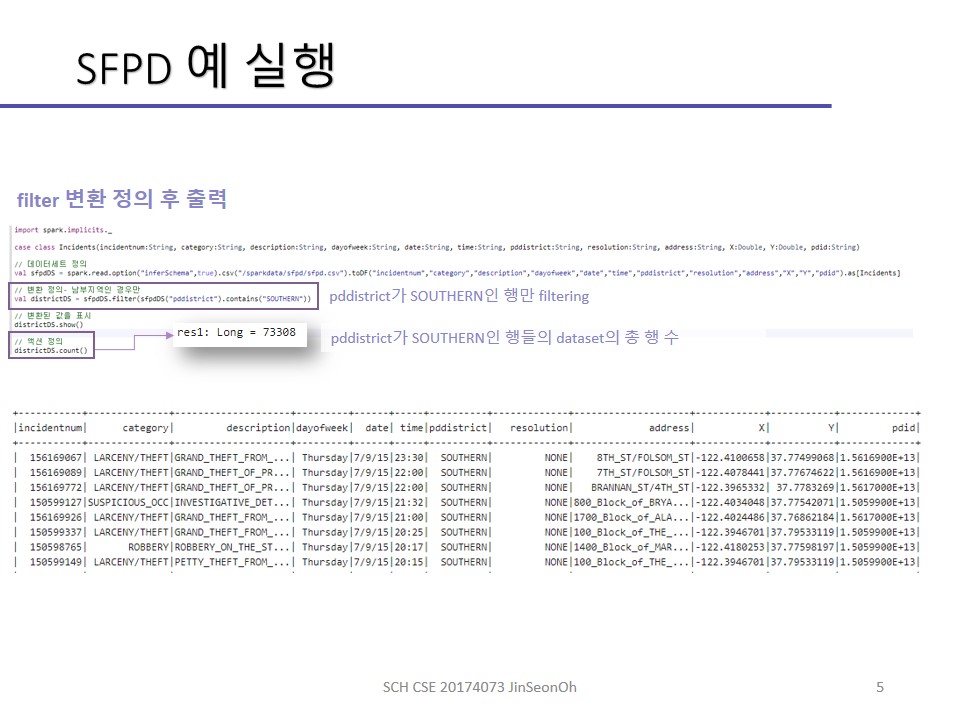 SFPD 예 실행
filter 변환 정의 후 출력
import spark.implicits._
case class Incidents(incidentnum:String, category:String, description:String, dayofweek:String, date:String, time:String, pddistrict:String, resolution:String, address:String, X:Double, Y:Double, pdid:String)
// 데이터세트 정의
val sfpdDS = spark.read.option("inferSchema",true).csv("/sparkdata/sfpd/sfpd.csv").toDF("incidentnum","category","description","dayofweek","date","time","pddistrict","resolution","address","X","Y","pdid").as[Incidents]
// 변환 정의- 남부지역인 경우만
val districtDS = sfpdDS.filter(sfpdDS("pddistrict").contains("SOUTHERN"))
pddistrict가 SOUTHERN인 행만 filtering
// 변환된 값을 표시
districtDS.show()
// 액션 정의
districtDS.count()
res1: Long = 73308
pddistrict가 SOUTHERN인 행들의 dataset의 총 행 수
+-----------+--------------+--------------------+---------+------+-----+----------+----------+--------------------+------------+-----------+-------------+
|incidentnum| category| description|dayofweek| date| time|pddistrict| resolution| address| X| Y| pdid|
+-----------+--------------+--------------------+---------+------+-----+----------+----------+--------------------+------------+-----------+-------------+
| 156169067| LARCENY/THEFT|GRAND_THEFT_FROM_...| Thursday|7/9/15|23:30| SOUTHERN| NONE| 8TH_ST/FOLSOM_ST|-122.4100658|37.77499068|1.5616900E+13|
| 156169089| LARCENY/THEFT|GRAND_THEFT_OF_PR...| Thursday|7/9/15|22:00| SOUTHERN| NONE| 7TH_ST/FOLSOM_ST|-122.4078441|37.77674622|1.5616900E+13|
| 156169772| LARCENY/THEFT|GRAND_THEFT_OF_PR...| Thursday|7/9/15|22:00| SOUTHERN| NONE| BRANNAN_ST/4TH_ST|-122.3965332| 37.7783269|1.5617000E+13|
| 150599127|SUSPICIOUS_OCC|INVESTIGATIVE_DET...| Thursday|7/9/15|21:32| SOUTHERN| NONE|800_Block_of_BRYA...|-122.4034048|37.77542071|1.5059900E+13|
| 156169926| LARCENY/THEFT|GRAND_THEFT_FROM_...| Thursday|7/9/15|21:00| SOUTHERN| NONE|1700_Block_of_ALA...|-122.4024486|37.76862184|1.5617000E+13|
| 150599337| LARCENY/THEFT|GRAND_THEFT_FROM_...| Thursday|7/9/15|20:25| SOUTHERN| NONE|100_Block_of_THE_...|-122.3946701|37.79533119|1.5059900E+13|
| 150598765| ROBBERY|ROBBERY_ON_THE_ST...| Thursday|7/9/15|20:17| SOUTHERN| NONE|1400_Block_of_MAR...|-122.4180253|37.77598197|1.5059900E+13|
| 150599149| LARCENY/THEFT|PETTY_THEFT_FROM_...| Thursday|7/9/15|20:15| SOUTHERN| NONE|100_Block_of_THE_...|-122.3946701|37.79533119|1.5059900E+13|
SCH CSE 20174073 JinSeonOh
5